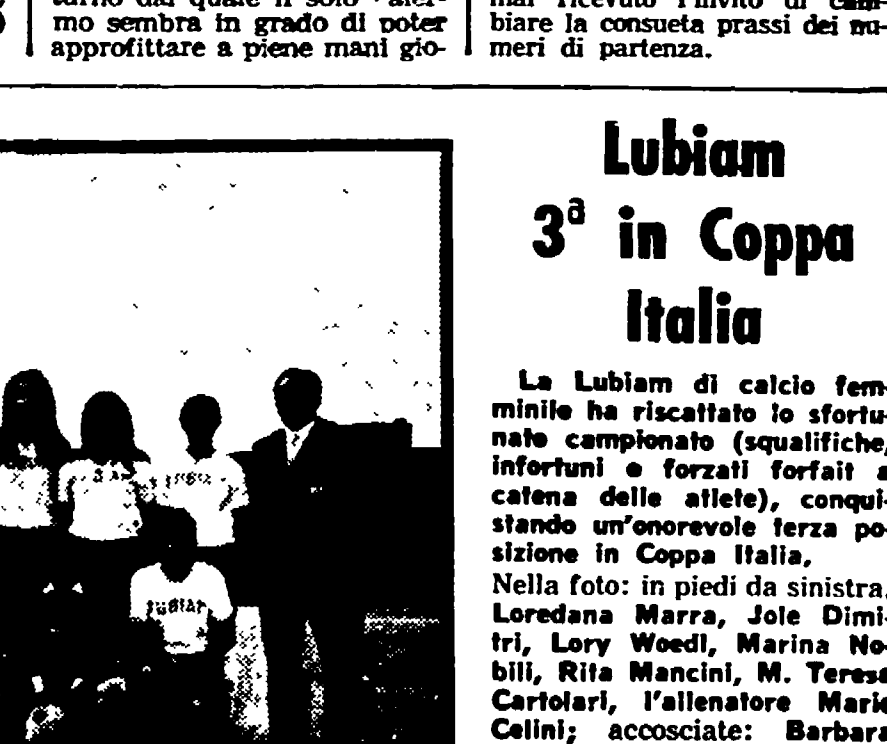 mo sembra in grado di poter
approfittare a piene mani gio-
biare la consueta prassi dei nu-
meri di partenza.
Lubiam
3ª in Coppa
Italia
La Lubiam di calcio fem-
minile ha riscattato lo sfortu-
nato campionato (squalifiche,
infortuni e forzati forfait a
catena delle atlete), conqui-
stando un'onorevole terza po-
sizione in Coppa Italia.
Nella foto: in piedi da sinistra,
Loredana Marra, Jole Dimi-
tri, Lory Woedl, Marina No-
bili, Rita Mancini, M. Teresa
Cartolari, l'allenatore Mario
Celini; accosciate: Barbara